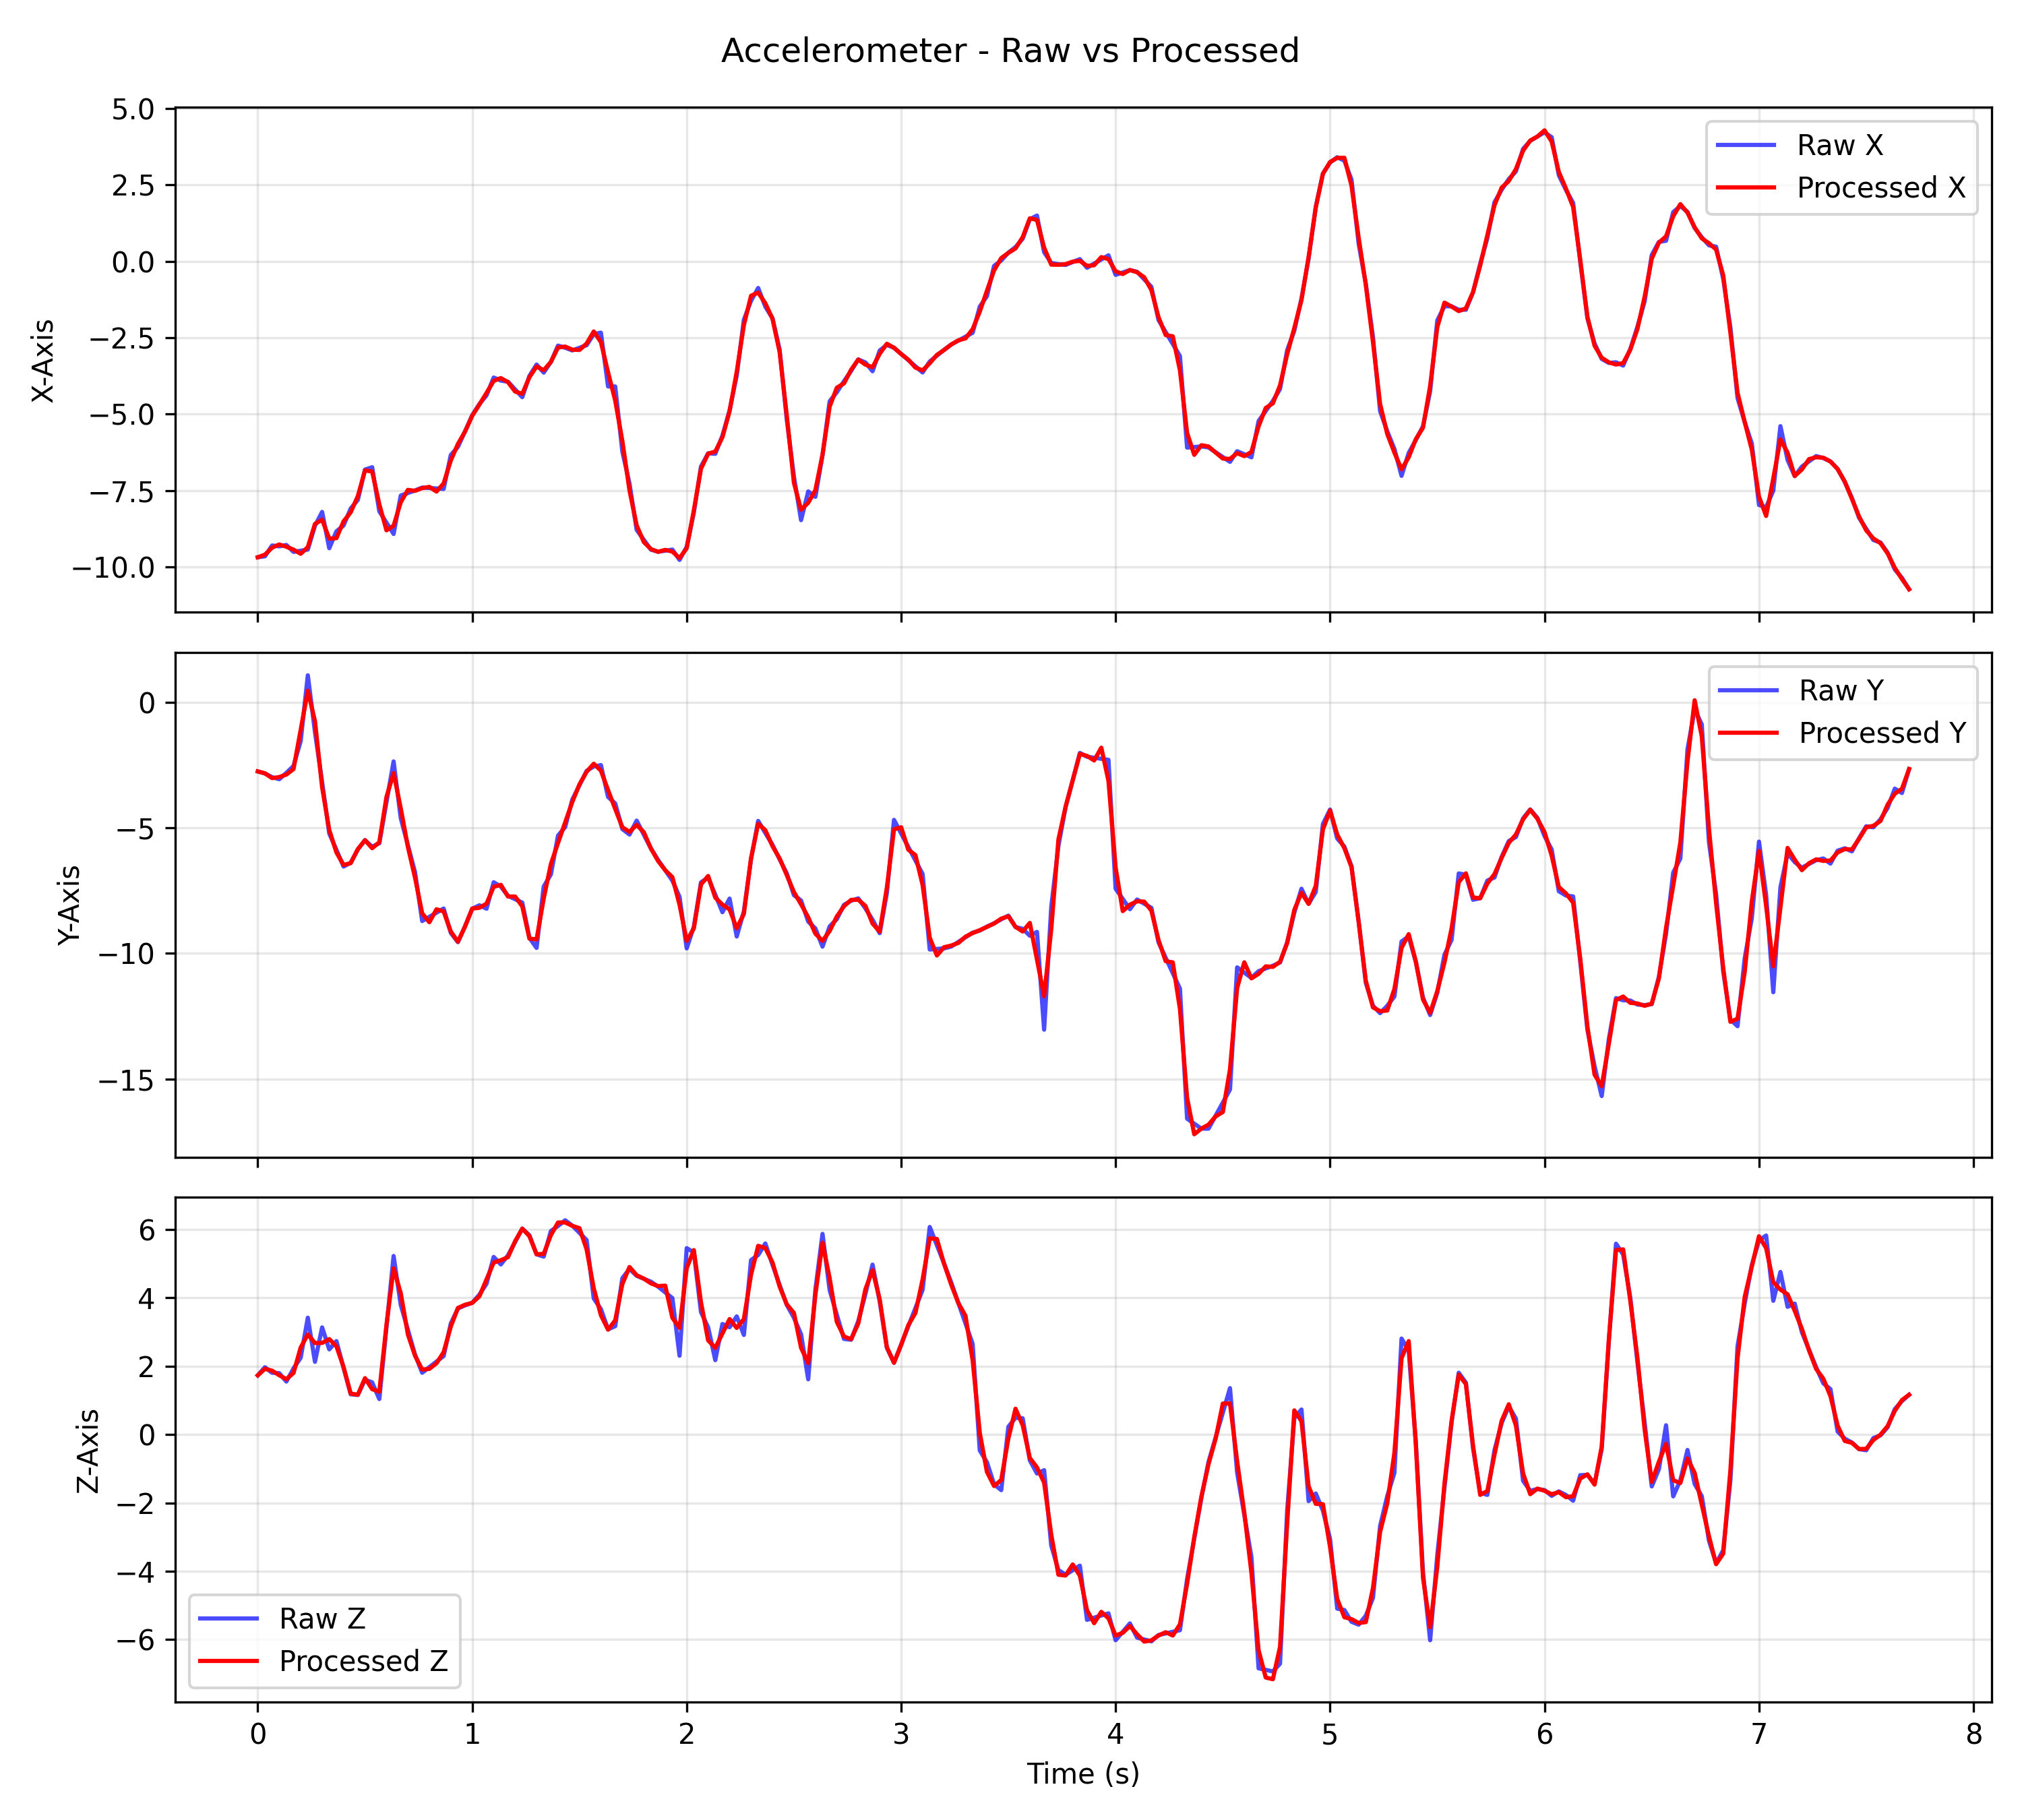 Accelerometer - Raw vs Processed
5.0
2.5
0.0
−2.5
−5.0
−7.5
−10.0
X-Axis
Raw X
Processed X
0
−5
−10
−15
Y-Axis
Raw Y
Processed Y
6
4
2
0
−2
−4
−6
Z-Axis
Raw Z
Processed Z
0 1 2 3 4 5 6 7 8
Time (s)